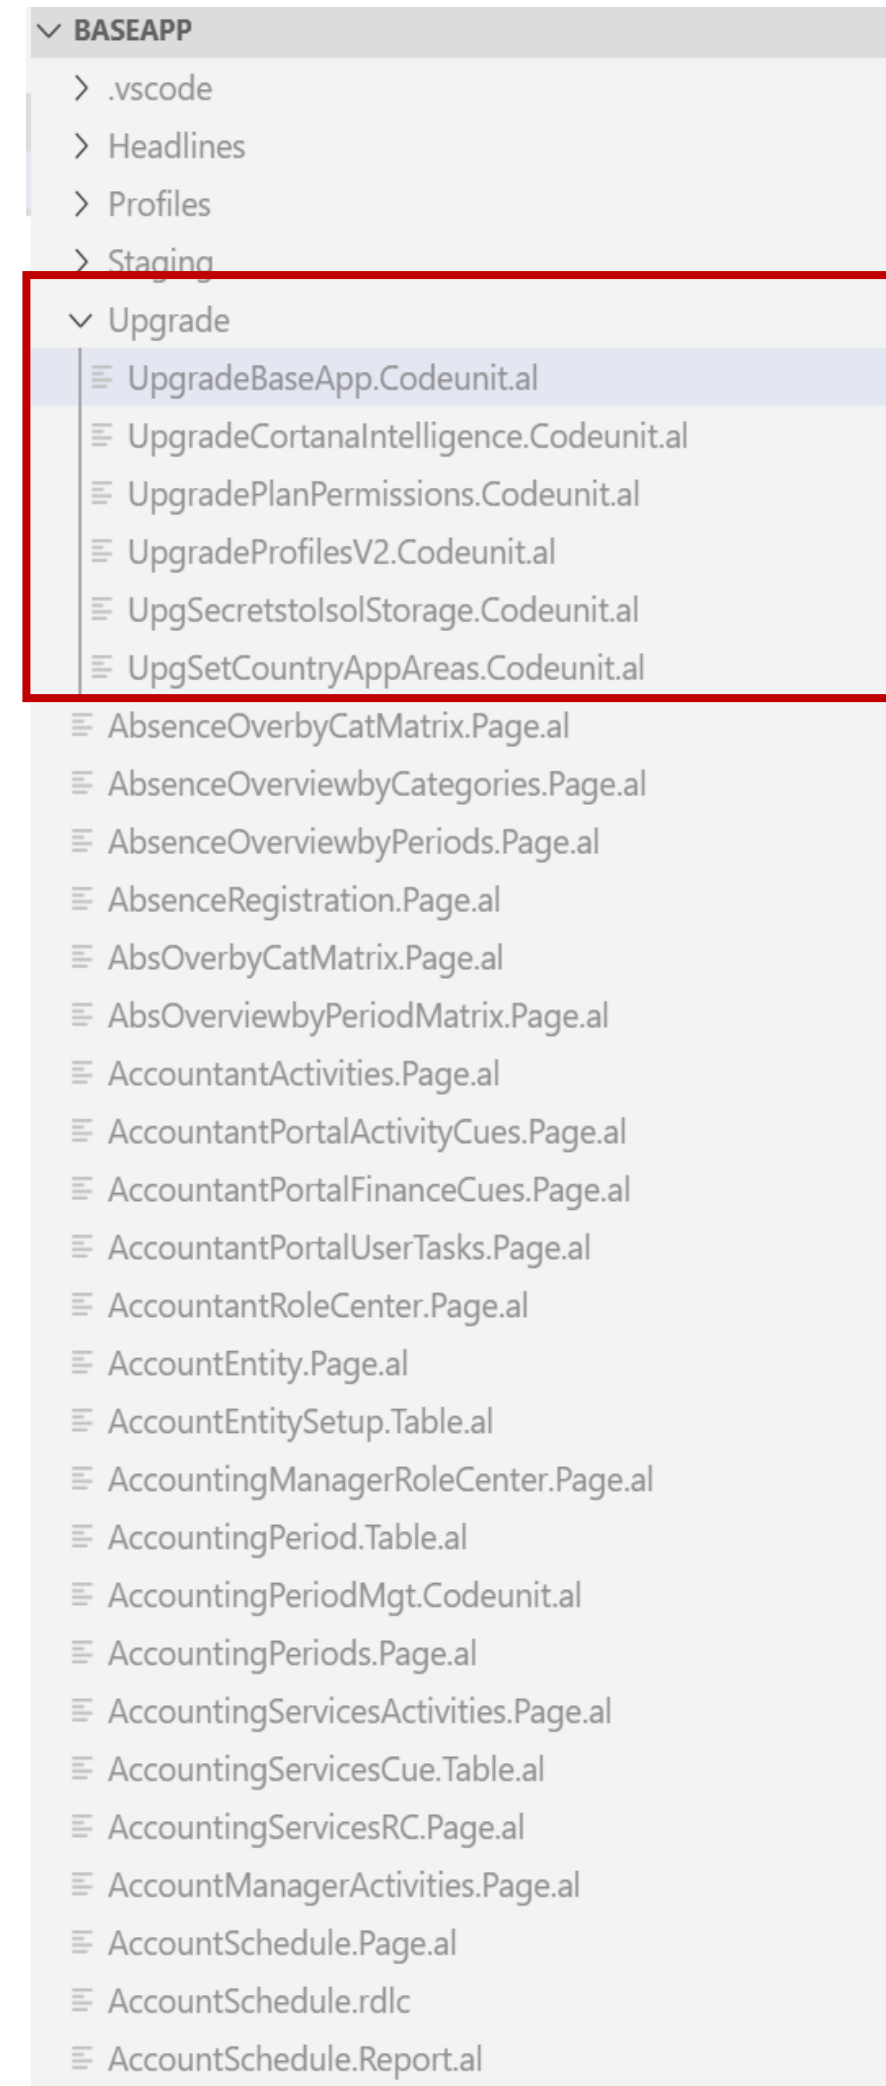 BASEAPP
.vscode
Headlines
Profiles
Staging
Upgrade
UpgradeBaseApp.Codeunit.al
UpgradeCortanaIntelligence.Codeunit.al
UpgradePlanPermissions.Codeunit.al
UpgradeProfilesV2.Codeunit.al
UpgSecretstoIsolStorage.Codeunit.al
UpgSetCountryAppAreas.Codeunit.al
AbsenceOverbyCatMatrix.Page.al
AbsenceOverviewbyCategories.Page.al
AbsenceOverviewbyPeriods.Page.al
AbsenceRegistration.Page.al
AbsOverbyCatMatrix.Page.al
AbsOverviewbyPeriodMatrix.Page.al
AccountantActivities.Page.al
AccountantPortalActivityCues.Page.al
AccountantPortalFinanceCues.Page.al
AccountantPortalUserTasks.Page.al
AccountantRoleCenter.Page.al
AccountEntity.Page.al
AccountEntitySetup.Table.al
AccountingManagerRoleCenter.Page.al
AccountingPeriod.Table.al
AccountingPeriodMgt.Codeunit.al
AccountingPeriods.Page.al
AccountingServicesActivities.Page.al
AccountingServicesCue.Table.al
AccountingServicesRC.Page.al
AccountManagerActivities.Page.al
AccountSchedule.Page.al
AccountSchedule.rdlc
AccountSchedule.Report.al